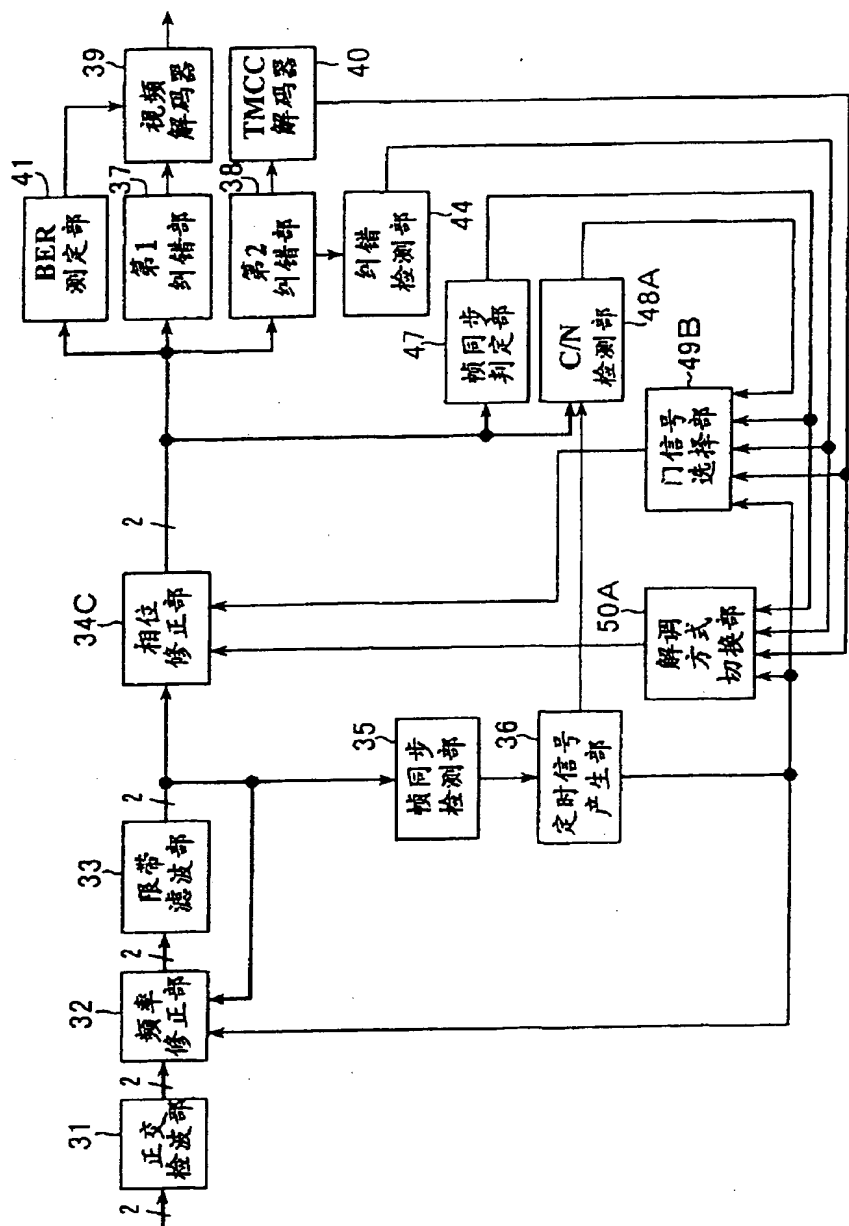 2
31
正交
检波部
2
32
频率
修正部
2
33
限带
滤波部
2
34C
相位
修正部
2
35
帧同步
检测部
36
定时信号
产生部
41
BER
测定部
37
第1
纠错部
38
第2
纠错部
39
视频
解码器
40
TMCC
解码器
44
纠错
检测部
47
帧同步
判定部
48A
C/N
检测部
49B
门信号
选择部
50A
解调
方式
切换部